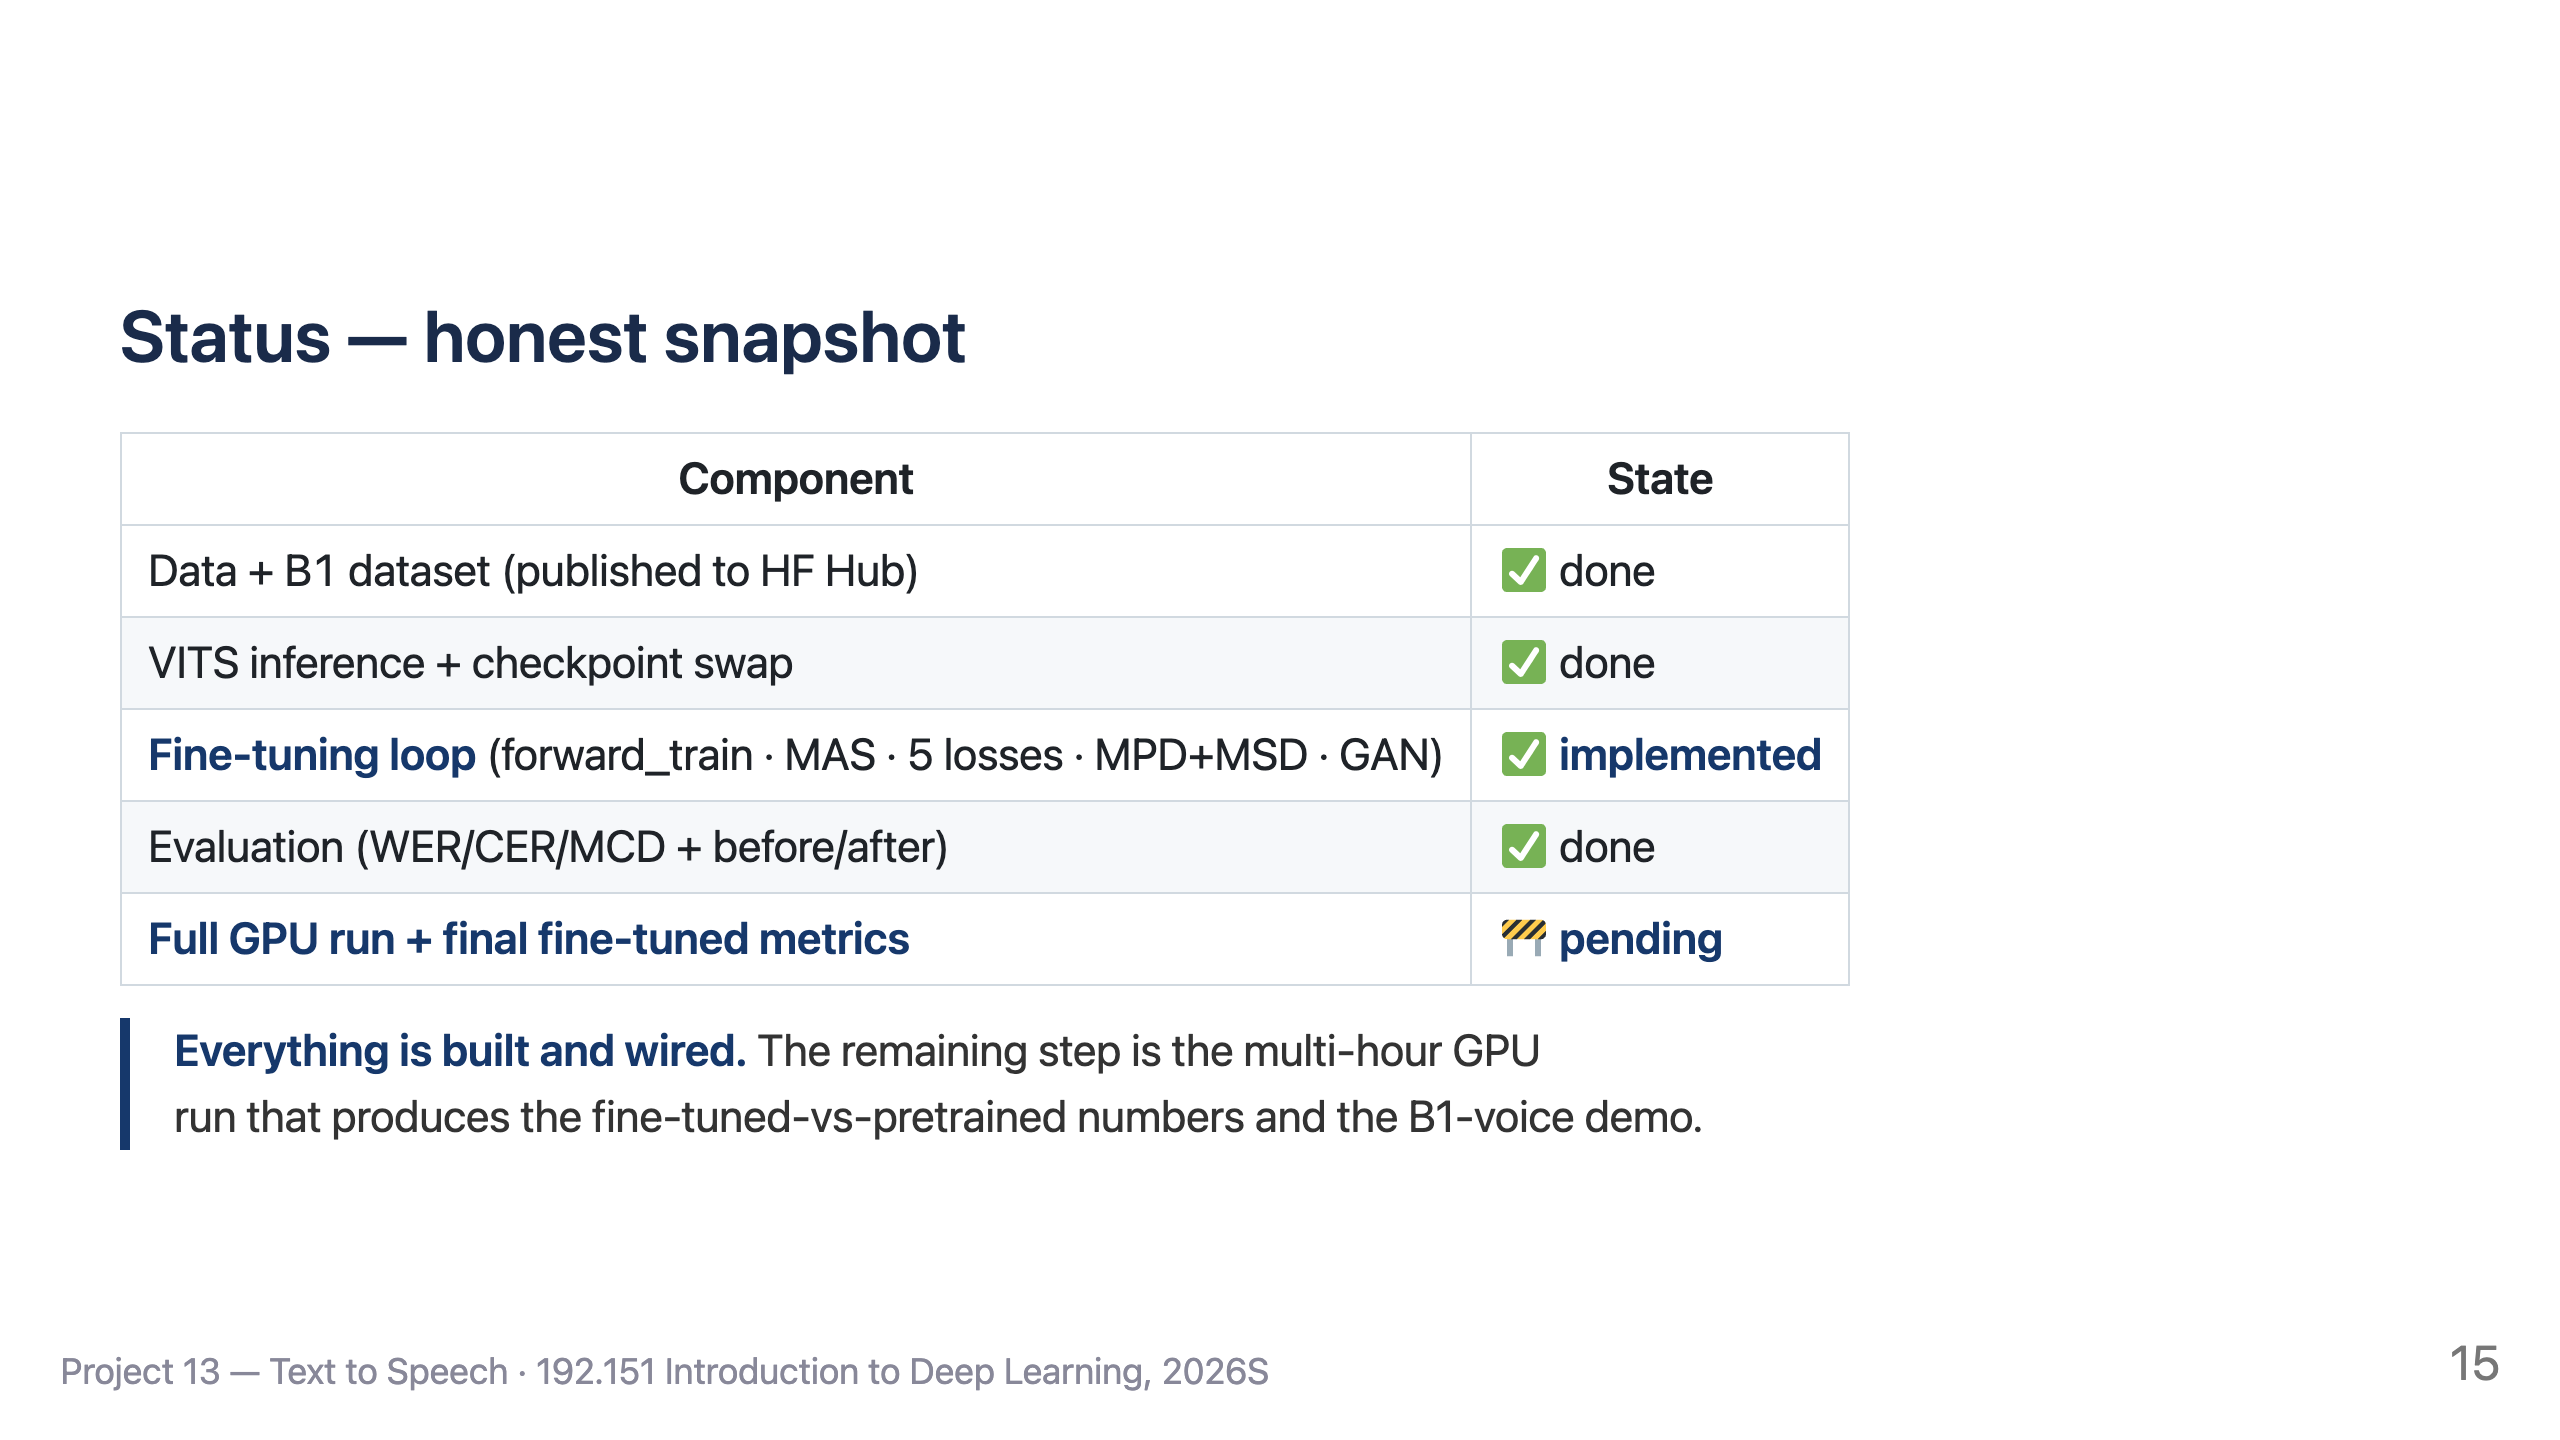 Status — honest snapshot
Component State
Data + B1 dataset (published to HF Hub) ✅ done
VITS inference + checkpoint swap ✅ done
Fine-tuning loop (forward_train · MAS · 5 losses · MPD+MSD · GAN) ✅ implemented
Evaluation (WER/CER/MCD + before/after) ✅ done
Full GPU run + final fine-tuned metrics 🚧 pending
Everything is built and wired. The remaining step is the multi-hour GPU
run that produces the fine-tuned-vs-pretrained numbers and the B1-voice demo.
Project 13 — Text to Speech · 192.151 Introduction to Deep Learning, 2026S
15